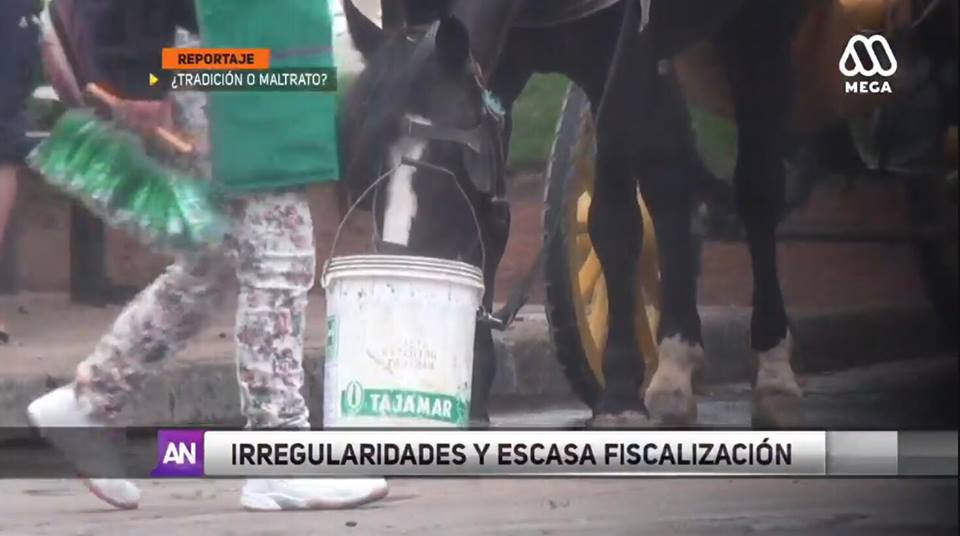 REPORTAJE
¿TRADICIÓN O MALTRATO?
MEGA
TAJAMAR
AN
IRREGULARIDADES Y ESCASA FISCALIZACIÓN